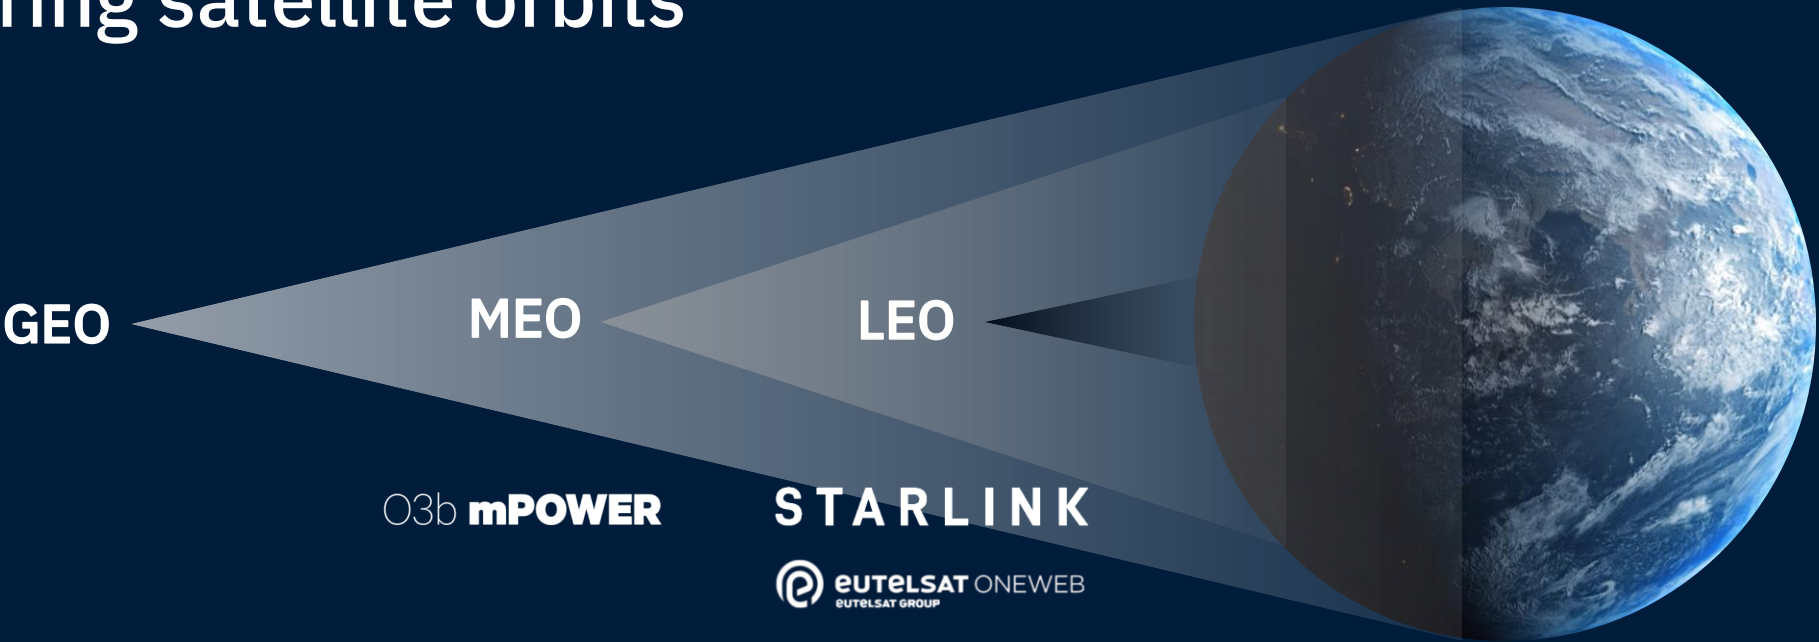 ring satellite orbits
GEO
MEO
LEO
O3b mPOWER
STARLINK
eutelsat ONEWEB
eutelsat GROUP